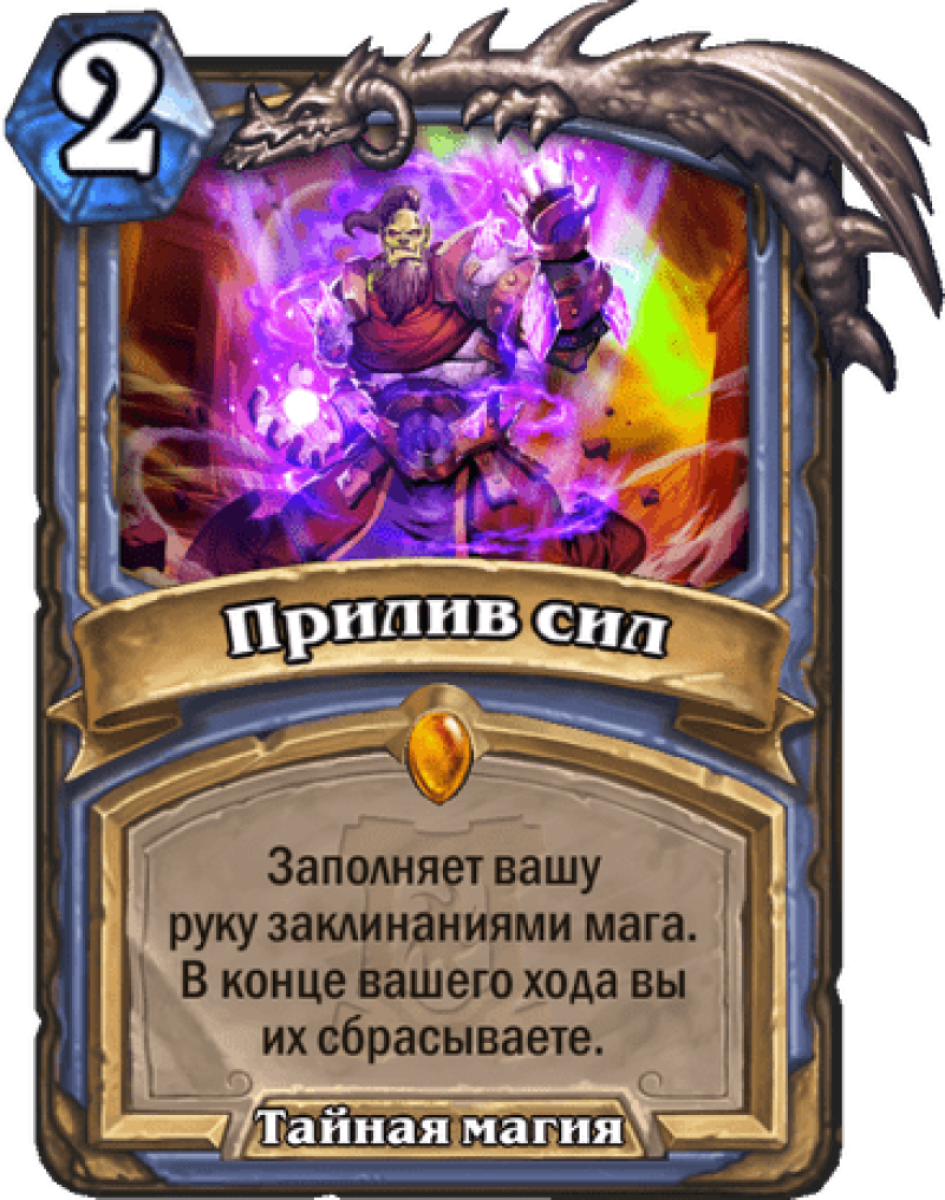 2
Прилив сил
Заполняет вашу
руку заклинаниями мага.
В конце вашего хода вы
их сбрасываете.
Тайная магия